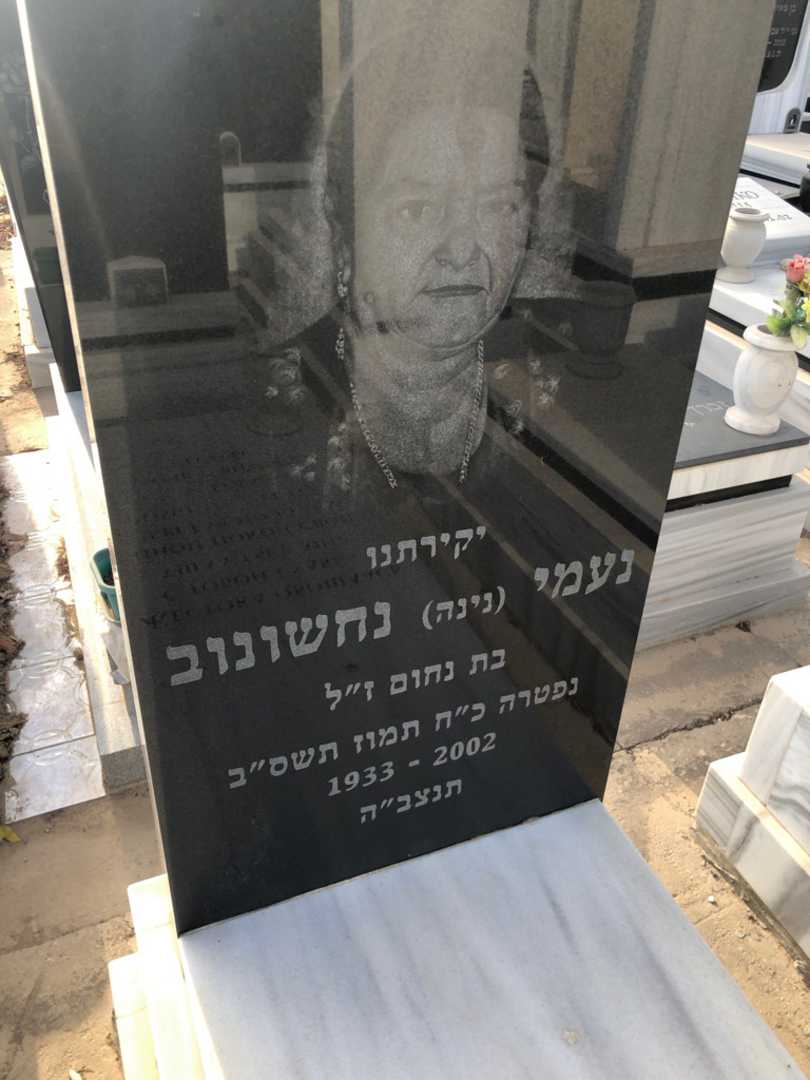 יקירתנו
נעמי (נינה) נחשונוב
בת נחום ז״ל
נפטרה כ״ח תמוז תשס״ב
1933 - 2002
תנצב״ה